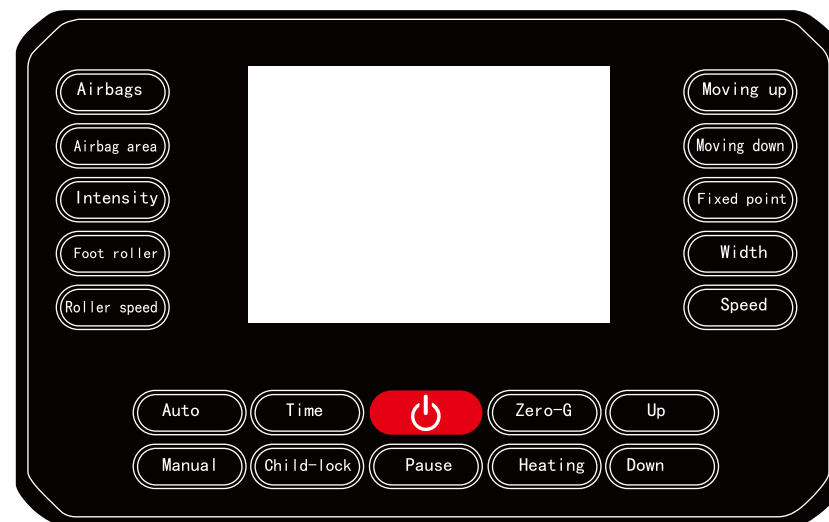 Airbags
Airbag area
Intensity
Foot roller
Roller speed
Moving up
Moving down
Fixed point
Width
Speed
Auto
Time
Zero-G
Up
Manual
Child-lock
Pause
Heating
Down